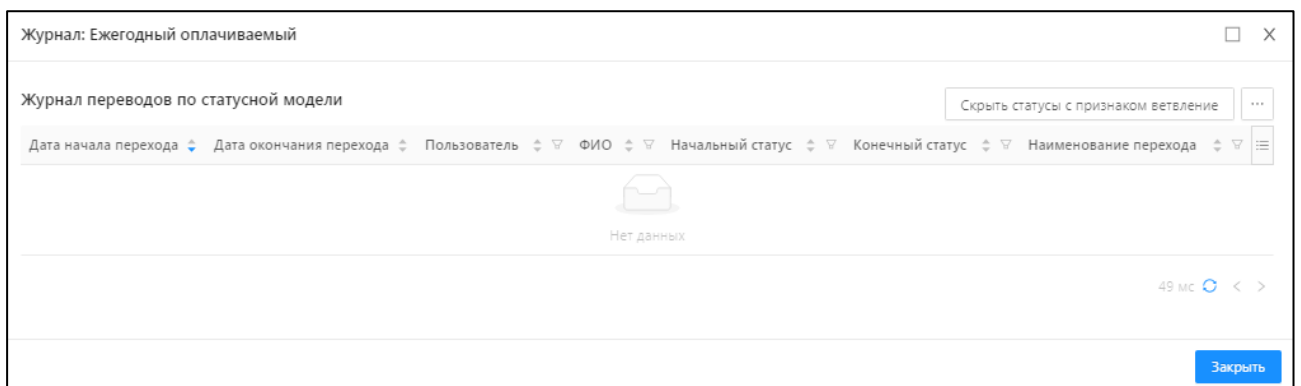 Журнал: Ежегодный оплачиваемый
Журнал переводов по статусной модели
Скрыть статусы с признаком ветвление ...
Дата начала перехода Дата окончания перехода Пользователь ФИО Начальный статус Конечный статус Наименование перехода
Нет данных
49 мс
Закрыть